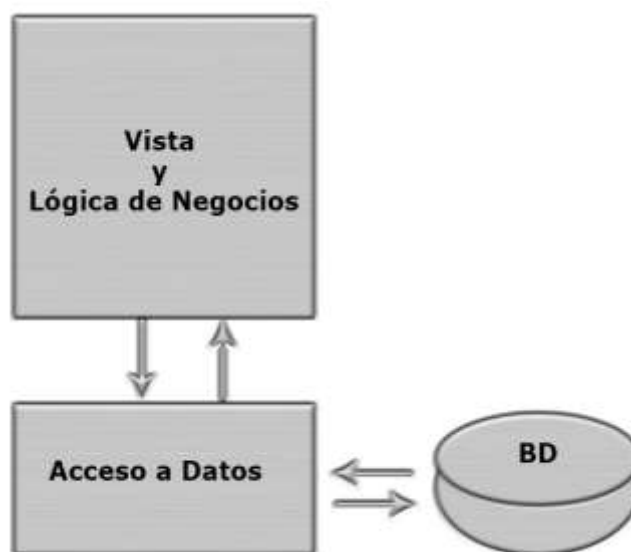 Vista
y
Lógica de Negocios
Acceso a Datos
BD